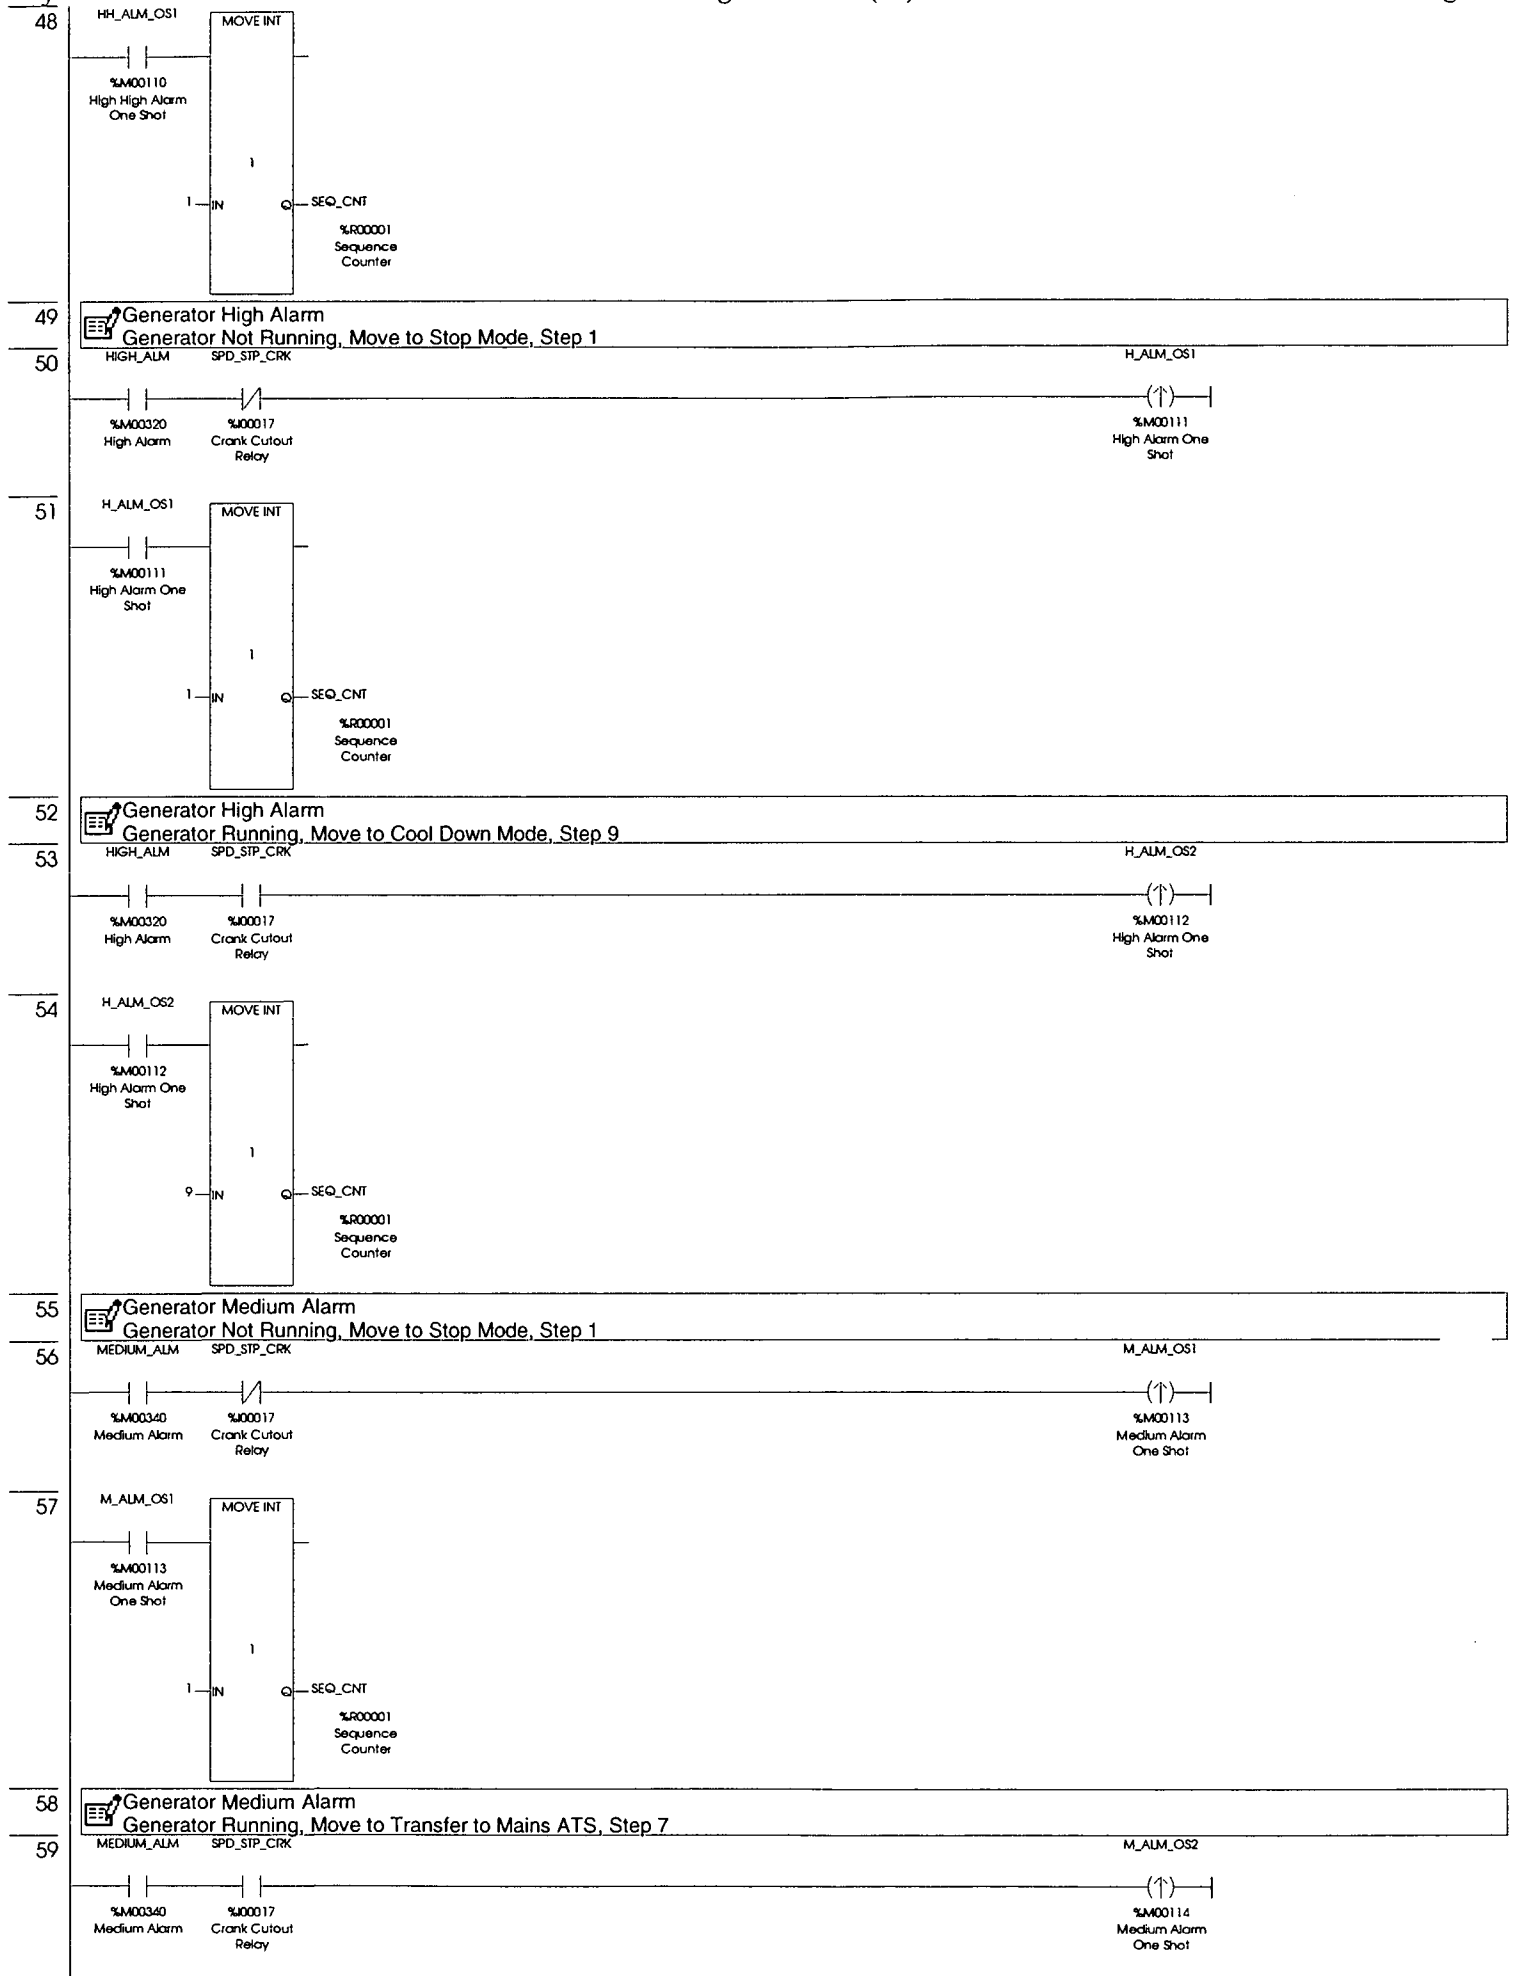 48
HH_ALM_OS1
MOVE INT
%M00110
High High Alarm
One Shot
1
1
IN
Q
SEQ_CNT
%R00001
Sequence
Counter
49
Generator High Alarm
Generator Not Running, Move to Stop Mode, Step 1
50
HIGH_ALM
SPD_STP_CRK
H_ALM_OS1
%M00320
High Alarm
%I00017
Crank Cutout
Relay
%M00111
High Alarm One
Shot
51
H_ALM_OS1
MOVE INT
%M00111
High Alarm One
Shot
1
1
IN
Q
SEQ_CNT
%R00001
Sequence
Counter
52
Generator High Alarm
Generator Running, Move to Cool Down Mode, Step 9
53
HIGH_ALM
SPD_STP_CRK
H_ALM_OS2
%M00320
High Alarm
%I00017
Crank Cutout
Relay
%M00112
High Alarm One
Shot
54
H_ALM_OS2
MOVE INT
%M00112
High Alarm One
Shot
1
9
IN
Q
SEQ_CNT
%R00001
Sequence
Counter
55
Generator Medium Alarm
Generator Not Running, Move to Stop Mode, Step 1
56
MEDIUM_ALM
SPD_STP_CRK
M_ALM_OS1
%M00340
Medium Alarm
%I00017
Crank Cutout
Relay
%M00113
Medium Alarm
One Shot
57
M_ALM_OS1
MOVE INT
%M00113
Medium Alarm
One Shot
1
1
IN
Q
SEQ_CNT
%R00001
Sequence
Counter
58
Generator Medium Alarm
Generator Running, Move to Transfer to Mains ATS, Step 7
59
MEDIUM_ALM
SPD_STP_CRK
M_ALM_OS2
%M00340
Medium Alarm
%I00017
Crank Cutout
Relay
%M00114
Medium Alarm
One Shot